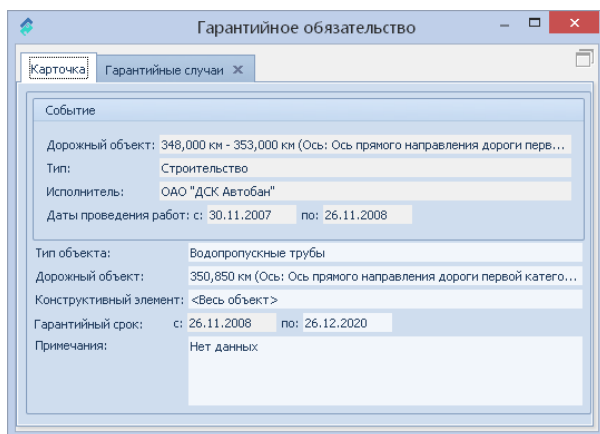 Гарантийное обязательство
Карточка Гарантийные случаи
Событие
Дорожный объект: 348,000 км - 353,000 км (Ось: Ось прямого направления дороги перв...
Тип: Строительство
Исполнитель: ОАО "ДСК Автобан"
Даты проведения работ: с: 30.11.2007 по: 26.11.2008
Тип объекта: Водопропускные трубы
Дорожный объект: 350,850 км (Ось: Ось прямого направления дороги первой катего...
Конструктивный элемент: <Весь объект>
Гарантийный срок: с: 26.11.2008 по: 26.12.2020
Примечания: Нет данных